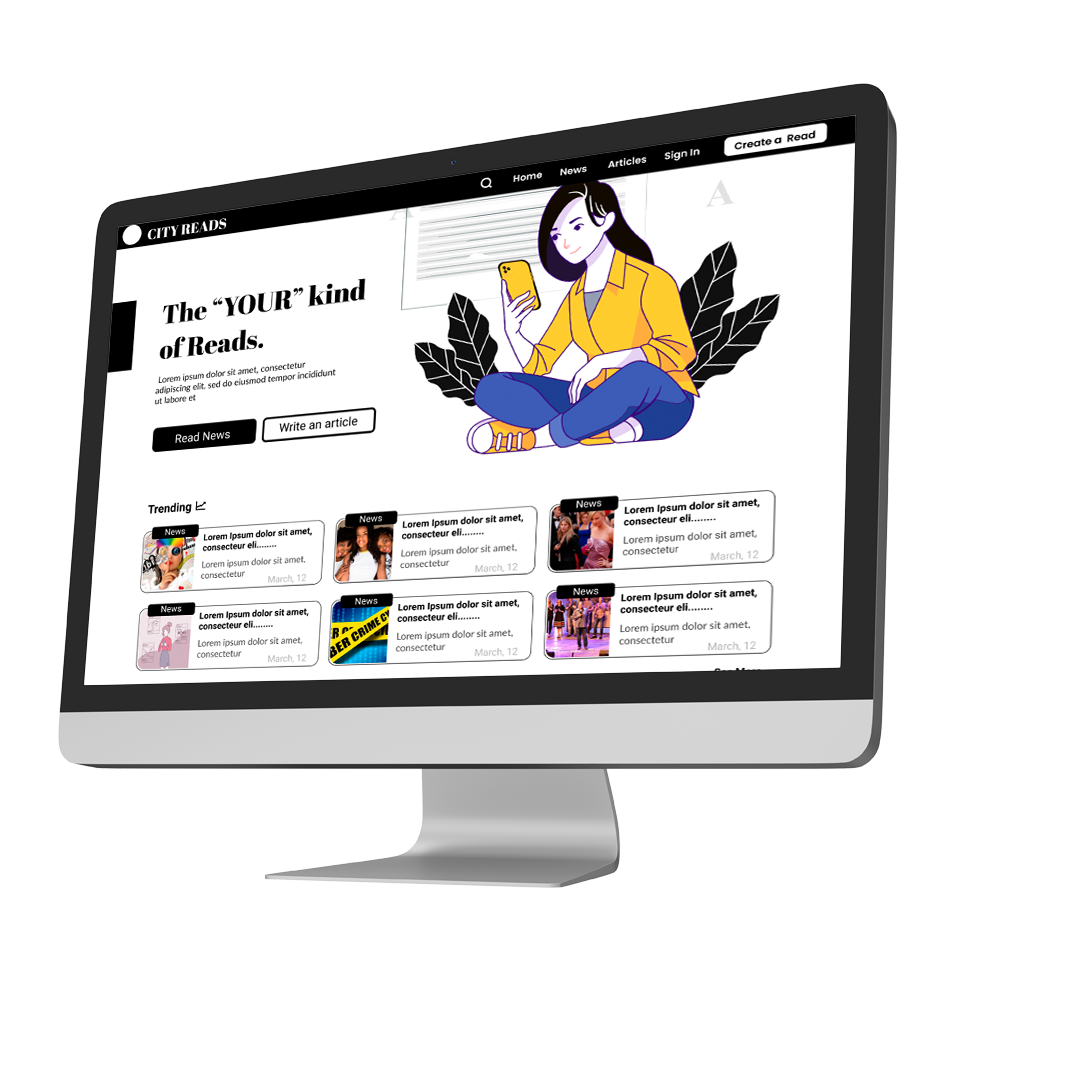 CITY READS
Home
News
Articles
Sign In
Create a Read
A
A
The “YOUR” kind
of Reads.
Lorem ipsum dolor sit amet, consectetur
adipiscing elit, sed do eiusmod tempor incididunt
ut labore et
Read News
Write an article
Trending
News
Lorem Ipsum dolor sit amet,
consecteur eli........
Lorem ipsum dolor sit amet,
consectetur
March, 12
News
Lorem Ipsum dolor sit amet,
consecteur eli........
Lorem ipsum dolor sit amet,
consectetur
March, 12
News
Lorem Ipsum dolor sit amet,
consecteur eli........
Lorem ipsum dolor sit amet,
consectetur
March, 12
News
Lorem Ipsum dolor sit amet,
consecteur eli........
Lorem ipsum dolor sit amet,
consectetur
March, 12
News
BER CRIME CY
Lorem Ipsum dolor sit amet,
consecteur eli........
Lorem ipsum dolor sit amet,
consectetur
March, 12
News
Lorem Ipsum dolor sit amet,
consecteur eli........
Lorem ipsum dolor sit amet,
consectetur
March, 12
See More